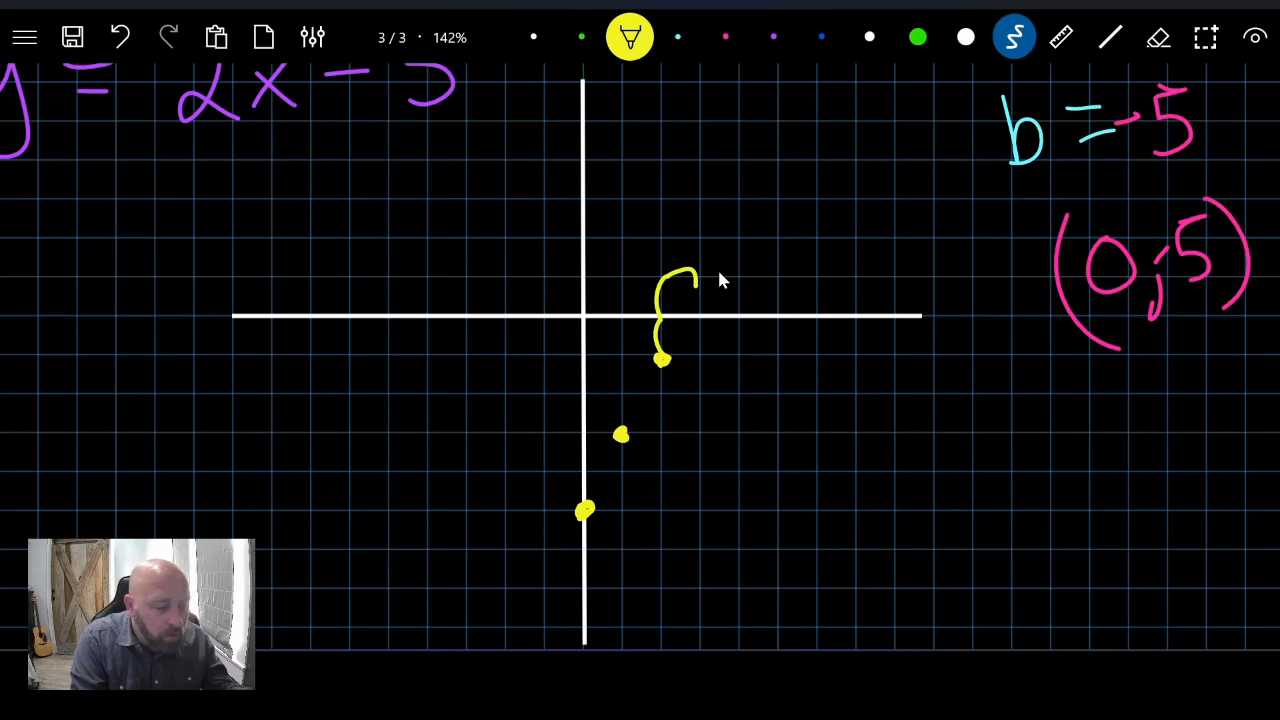 3 / 3 · 142%
y = 2x - 5
b = -5
(0, -5)